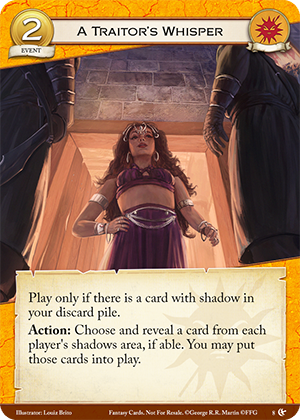 2
EVENT
A Traitor's Whisper
Play only if there is a card with shadow in
your discard pile.
Action: Choose and reveal a card from each
player's shadows area, if able. You may put
those cards into play.
Illustrator: Louiz Brito Fantasy Cards. Not For Resale. ©George R.R. Martin ©FFG 8